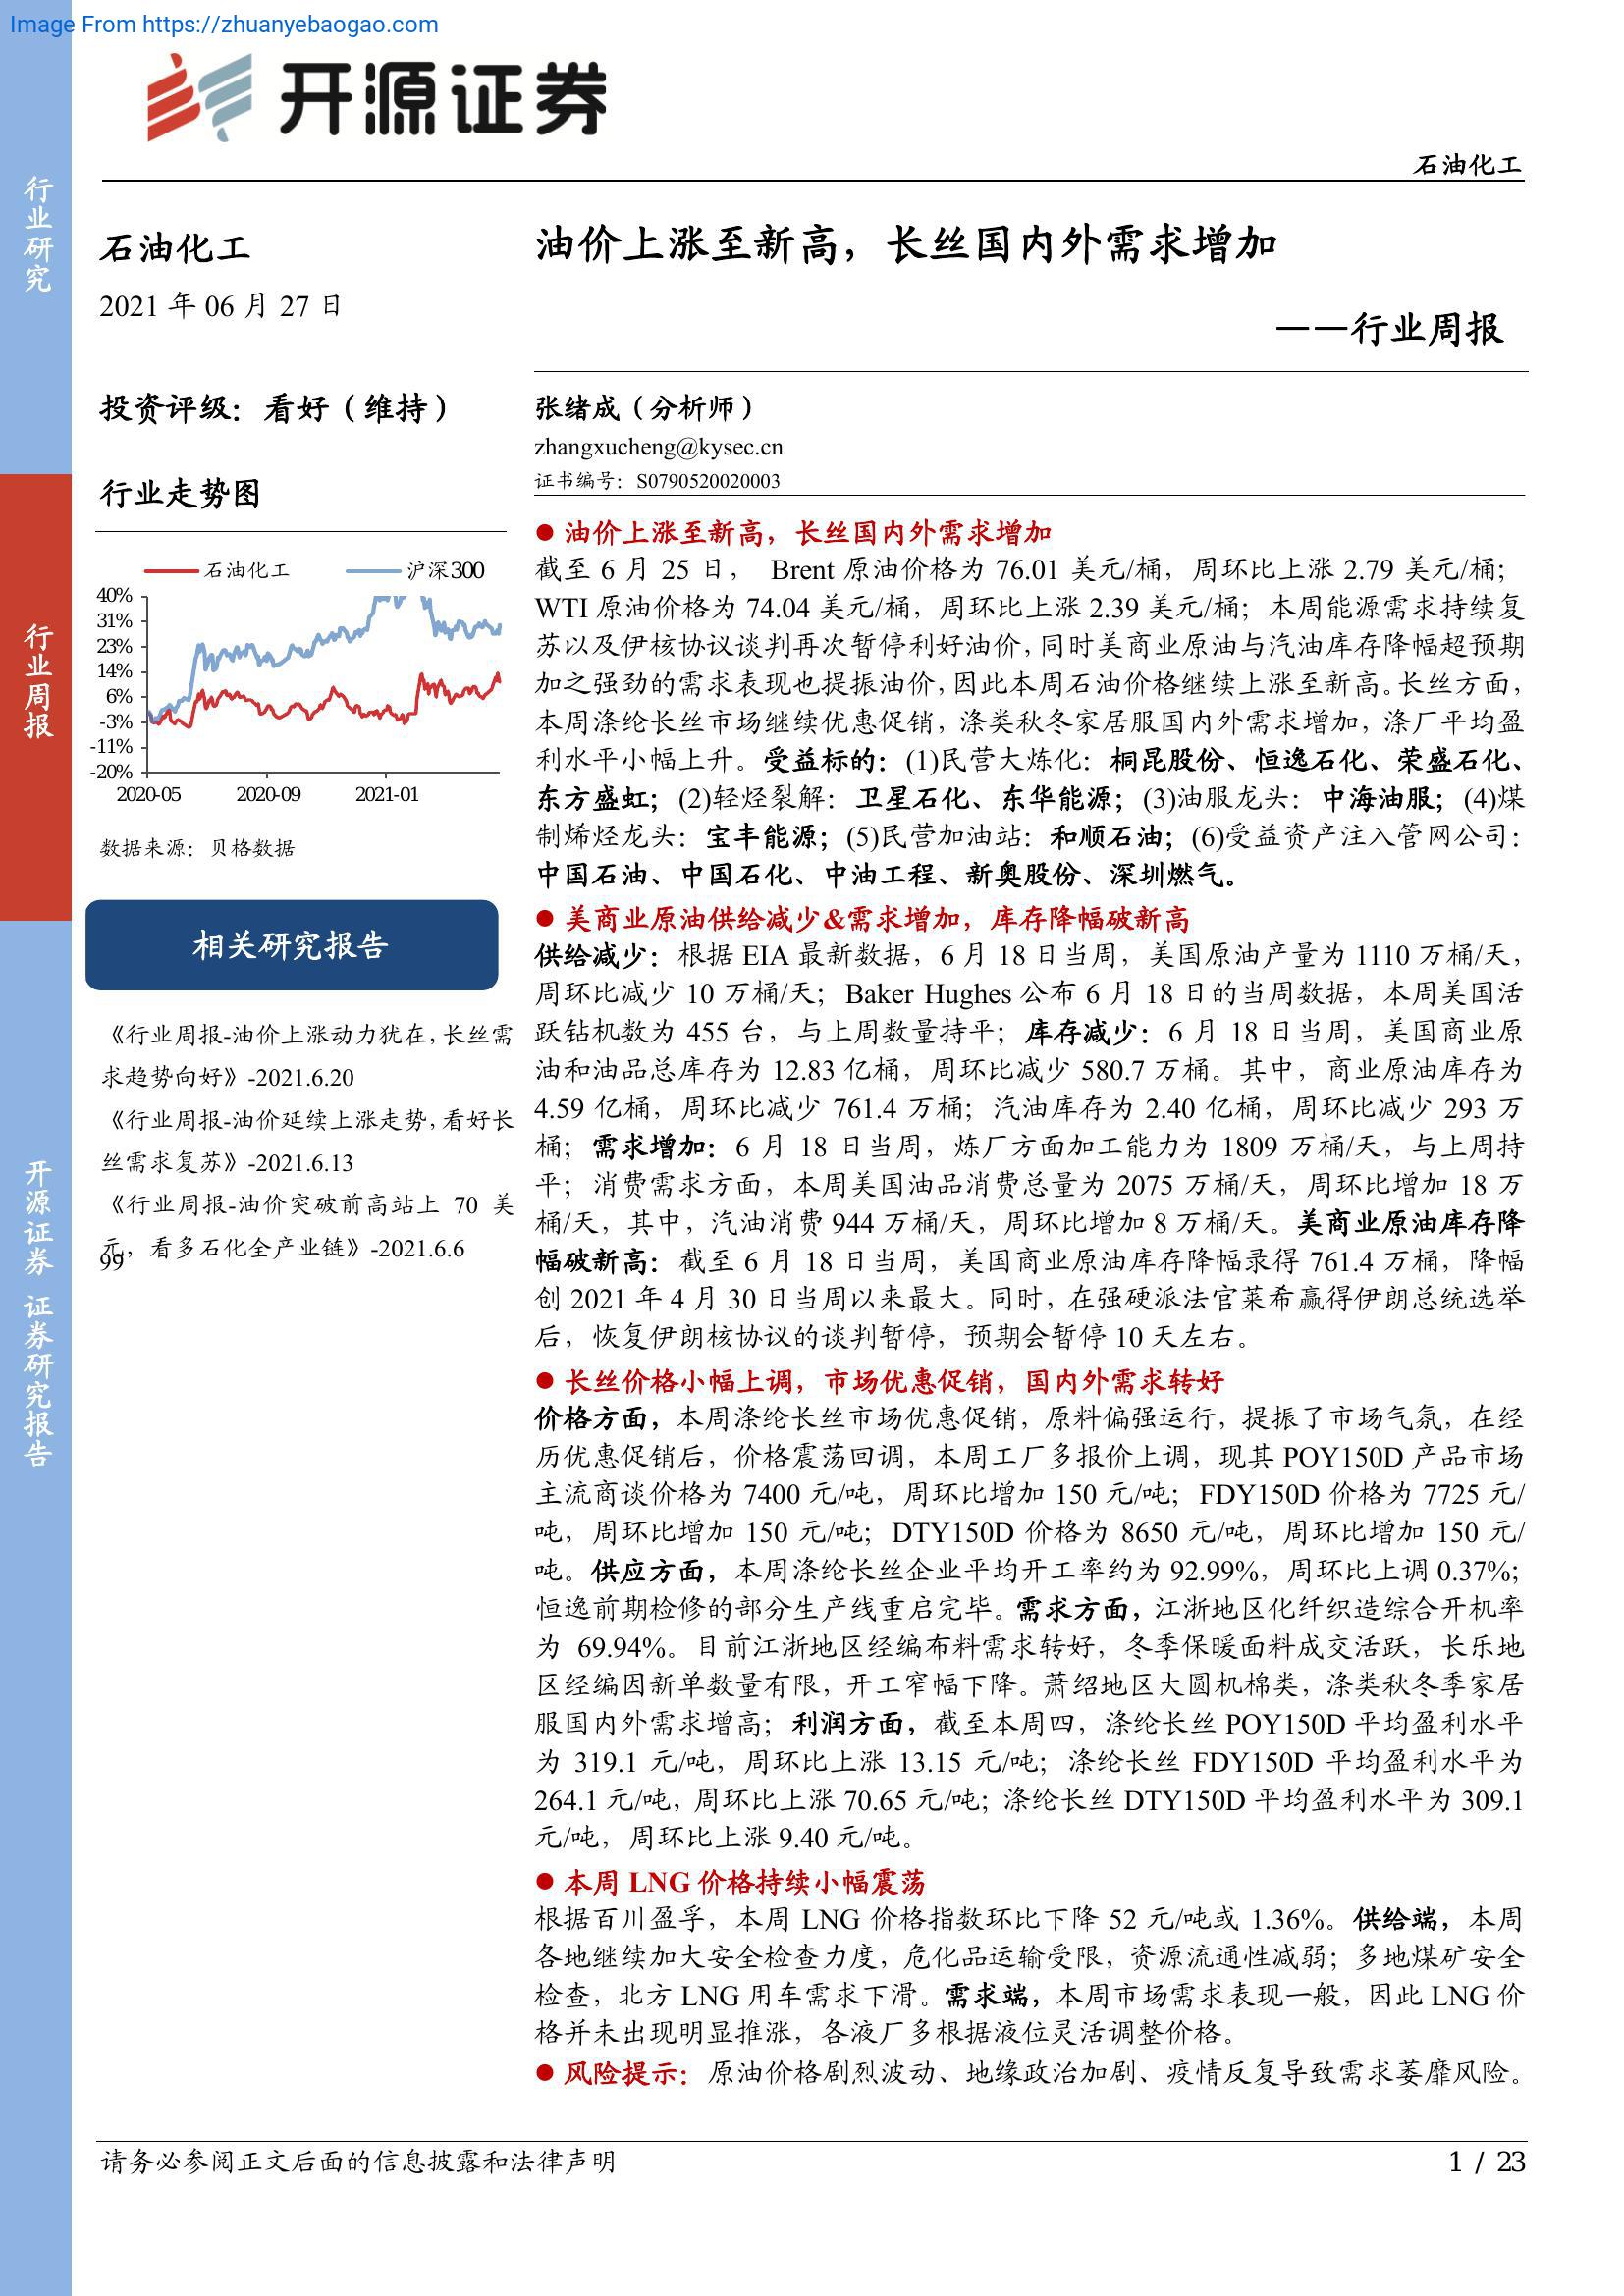 Image From https://zhuanyebaogao.com
开源证券
石油化工
行业研究
行业周报
开源证券 证券研究报告
石油化工
2021 年 06 月 27 日
投资评级：看好（维持）
行业走势图
石油化工 沪深300
40%
31%
23%
14%
6%
-3%
-11%
-20%
2020-05 2020-09 2021-01
数据来源：贝格数据
相关研究报告
《行业周报-油价上涨动力犹在，长丝需
求趋势向好》-2021.6.20
《行业周报-油价延续上涨走势，看好长
丝需求复苏》-2021.6.13
《行业周报-油价突破前高站上 70 美
元，看多石化全产业链》-2021.6.6
99
油价上涨至新高，长丝国内外需求增加
——行业周报
张绪成（分析师）
zhangxucheng@kysec.cn
证书编号：S0790520020003
● 油价上涨至新高，长丝国内外需求增加
截至 6 月 25 日， Brent 原油价格为 76.01 美元/桶，周环比上涨 2.79 美元/桶；
WTI 原油价格为 74.04 美元/桶，周环比上涨 2.39 美元/桶；本周能源需求持续复
苏以及伊核协议谈判再次暂停利好油价，同时美商业原油与汽油库存降幅超预期
加之强劲的需求表现也提振油价，因此本周石油价格继续上涨至新高。长丝方面，
本周涤纶长丝市场继续优惠促销，涤类秋冬家居服国内外需求增加，涤厂平均盈
利水平小幅上升。受益标的：(1)民营大炼化：桐昆股份、恒逸石化、荣盛石化、
东方盛虹；(2)轻烃裂解：卫星石化、东华能源；(3)油服龙头：中海油服；(4)煤
制烯烃龙头：宝丰能源；(5)民营加油站：和顺石油；(6)受益资产注入管网公司：
中国石油、中国石化、中油工程、新奥股份、深圳燃气。
● 美商业原油供给减少&需求增加，库存降幅破新高
供给减少：根据 EIA 最新数据，6 月 18 日当周，美国原油产量为 1110 万桶/天，
周环比减少 10 万桶/天；Baker Hughes 公布 6 月 18 日的当周数据，本周美国活
跃钻机数为 455 台，与上周数量持平；库存减少：6 月 18 日当周，美国商业原
油和油品总库存为 12.83 亿桶，周环比减少 580.7 万桶。其中，商业原油库存为
4.59 亿桶，周环比减少 761.4 万桶；汽油库存为 2.40 亿桶，周环比减少 293 万
桶；需求增加：6 月 18 日当周，炼厂方面加工能力为 1809 万桶/天，与上周持
平；消费需求方面，本周美国油品消费总量为 2075 万桶/天，周环比增加 18 万
桶/天，其中，汽油消费 944 万桶/天，周环比增加 8 万桶/天。美商业原油库存降
幅破新高：截至 6 月 18 日当周，美国商业原油库存降幅录得 761.4 万桶，降幅
创 2021 年 4 月 30 日当周以来最大。同时，在强硬派法官莱希赢得伊朗总统选举
后，恢复伊朗核协议的谈判暂停，预期会暂停 10 天左右。
● 长丝价格小幅上调，市场优惠促销，国内外需求转好
价格方面，本周涤纶长丝市场优惠促销，原料偏强运行，提振了市场气氛，在经
历优惠促销后，价格震荡回调，本周工厂多报价上调，现其 POY150D 产品市场
主流商谈价格为 7400 元/吨，周环比增加 150 元/吨；FDY150D 价格为 7725 元/
吨，周环比增加 150 元/吨；DTY150D 价格为 8650 元/吨，周环比增加 150 元/
吨。供应方面，本周涤纶长丝企业平均开工率约为 92.99%，周环比上调 0.37%；
恒逸前期检修的部分生产线重启完毕。需求方面，江浙地区化纤织造综合开机率
为 69.94%。目前江浙地区经编布料需求转好，冬季保暖面料成交活跃，长乐地
区经编因新单数量有限，开工窄幅下降。萧绍地区大圆机棉类，涤类秋冬季家居
服国内外需求增高；利润方面，截至本周四，涤纶长丝 POY150D 平均盈利水平
为 319.1 元/吨，周环比上涨 13.15 元/吨；涤纶长丝 FDY150D 平均盈利水平为
264.1 元/吨，周环比上涨 70.65 元/吨；涤纶长丝 DTY150D 平均盈利水平为 309.1
元/吨，周环比上涨 9.40 元/吨。
● 本周 LNG 价格持续小幅震荡
根据百川盈孚，本周 LNG 价格指数环比下降 52 元/吨或 1.36%。供给端，本周
各地继续加大安全检查力度，危化品运输受限，资源流通性减弱；多地煤矿安全
检查，北方 LNG 用车需求下滑。需求端，本周市场需求表现一般，因此 LNG 价
格并未出现明显推涨，各液厂多根据液位灵活调整价格。
● 风险提示：原油价格剧烈波动、地缘政治加剧、疫情反复导致需求萎靡风险。
请务必参阅正文后面的信息披露和法律声明
1 / 23